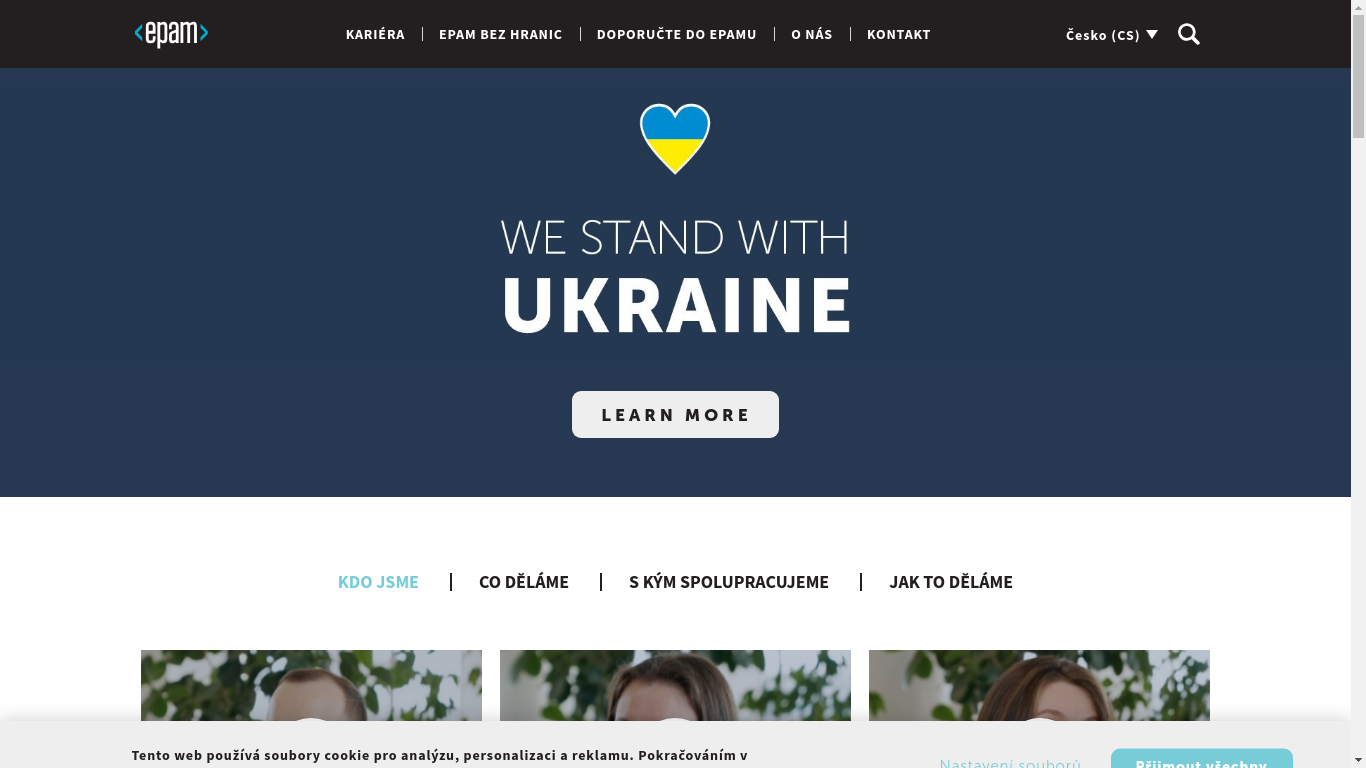 <epam>
KARIÉRA
EPAM BEZ HRANIC
DOPORUČTE DO EPAMU
O NÁS
KONTAKT
Česko (CS)
WE STAND WITH
UKRAINE
LEARN MORE
KDO JSME
CO DĚLÁME
S KÝM SPOLUPRACUJEME
JAK TO DĚLÁME
Tento web používá soubory cookie pro analýzu, personalizaci a reklamu. Pokračováním v
Nastavení souborů
Přijmout všechny